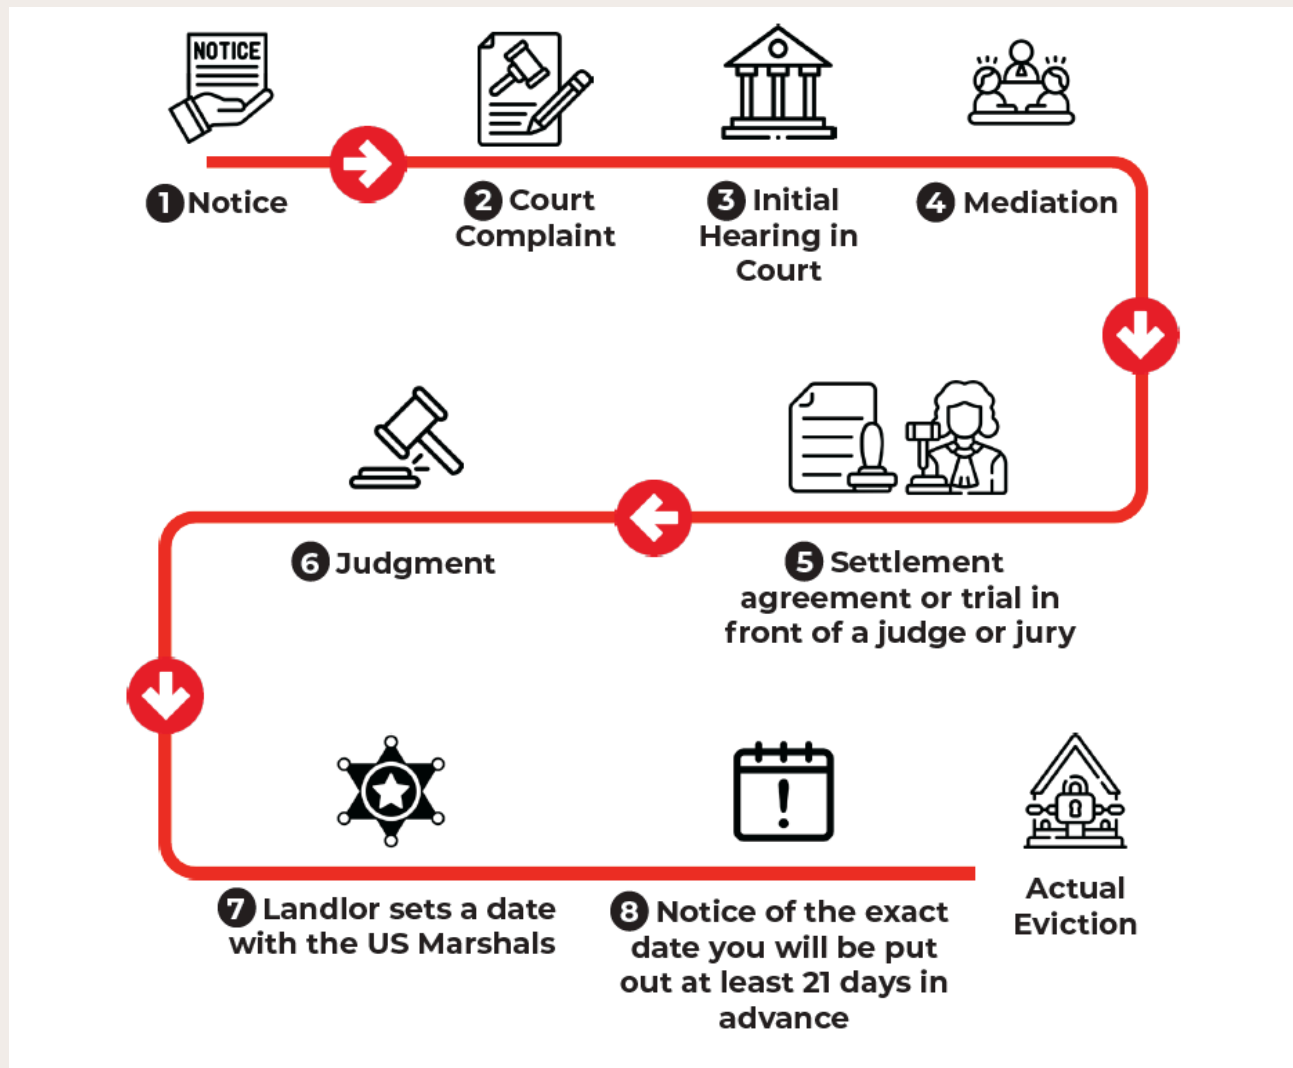 NOTICE
1 Notice
2 Court
Complaint
3 Initial
Hearing in
Court
4 Mediation
5 Settlement
agreement or trial in
front of a judge or jury
6 Judgment
7 Landlor sets a date
with the US Marshals
8 Notice of the exact
date you will be put
out at least 21 days in
advance
Actual
Eviction